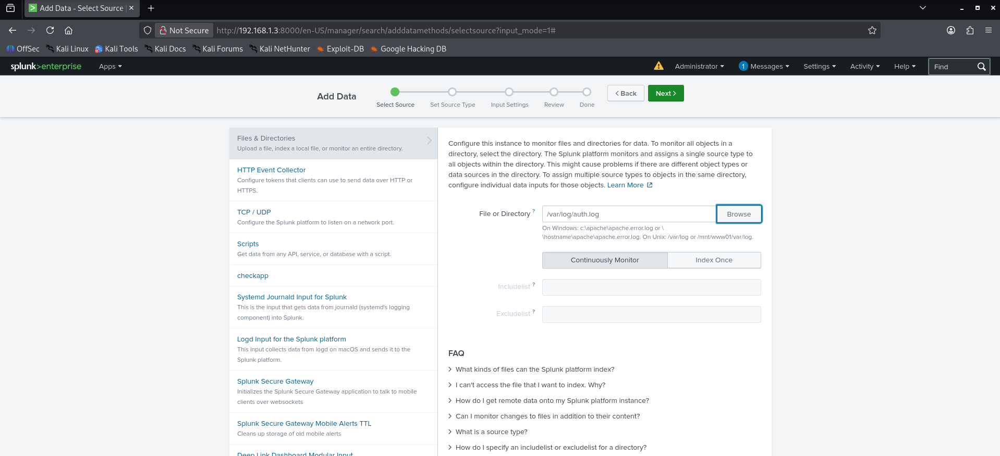 Add Data - Select Source
Not Secure
http://192.168.1.3:8000/en-US/manager/search/adddatamethods/selectsource?input_mode=1#
OffSec Kali Linux Kali Tools Kali Docs Kali Forums Kali NetHunter Exploit-DB Google Hacking DB
splunk>enterprise Apps Administrator 1 Messages Settings Activity Help Find
Add Data
Select Source Set Source Type Input Settings Review Done
< Back Next >
Files & Directories
Upload a file, index a local file, or monitor an entire directory.
HTTP Event Collector
Configure tokens that clients can use to send data over HTTP or
HTTPS.
TCP / UDP
Configure the Splunk platform to listen on a network port.
Scripts
Get data from any API, service, or database with a script.
checkapp
Systemd Journald Input for Splunk
This is the input that gets data from journald (systemd's logging
component) into Splunk.
Logd Input for the Splunk platform
This input collects data from logd on macOS and sends it to the
Splunk platform.
Splunk Secure Gateway
Initializes the Splunk Secure Gateway application to talk to mobile
clients over websockets
Splunk Secure Gateway Mobile Alerts TTL
Cleans up storage of old mobile alerts
Deep Link Dashboard Modular Input
Configure this instance to monitor files and directories for data. To monitor all objects in a
directory, select the directory. The Splunk platform monitors and assigns a single source type to
all objects within the directory. This might cause problems if there are different object types or
data sources in the directory. To assign multiple source types to objects in the same directory,
configure individual data inputs for those objects. Learn More
File or Directory ? /var/log/auth.log Browse
On Windows: c:\apache\apache.error.log or \
\hostname\apache\apache.error.log. On Unix: /var/log or /mnt/www01/var/log.
Continuously Monitor Index Once
Includelist ?
Excludelist ?
FAQ
> What kinds of files can the Splunk platform index?
> I can't access the file that I want to index. Why?
> How do I get remote data onto my Splunk platform instance?
> Can I monitor changes to files in addition to their content?
> What is a source type?
> How do I specify an includelist or excludelist for a directory?